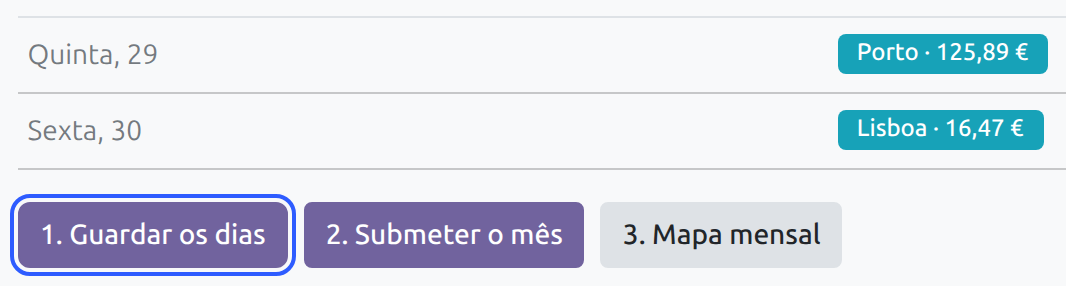 Quinta, 29 Porto · 125,89 €
Sexta, 30 Lisboa · 16,47 €
1. Guardar os dias 2. Submeter o mês 3. Mapa mensal